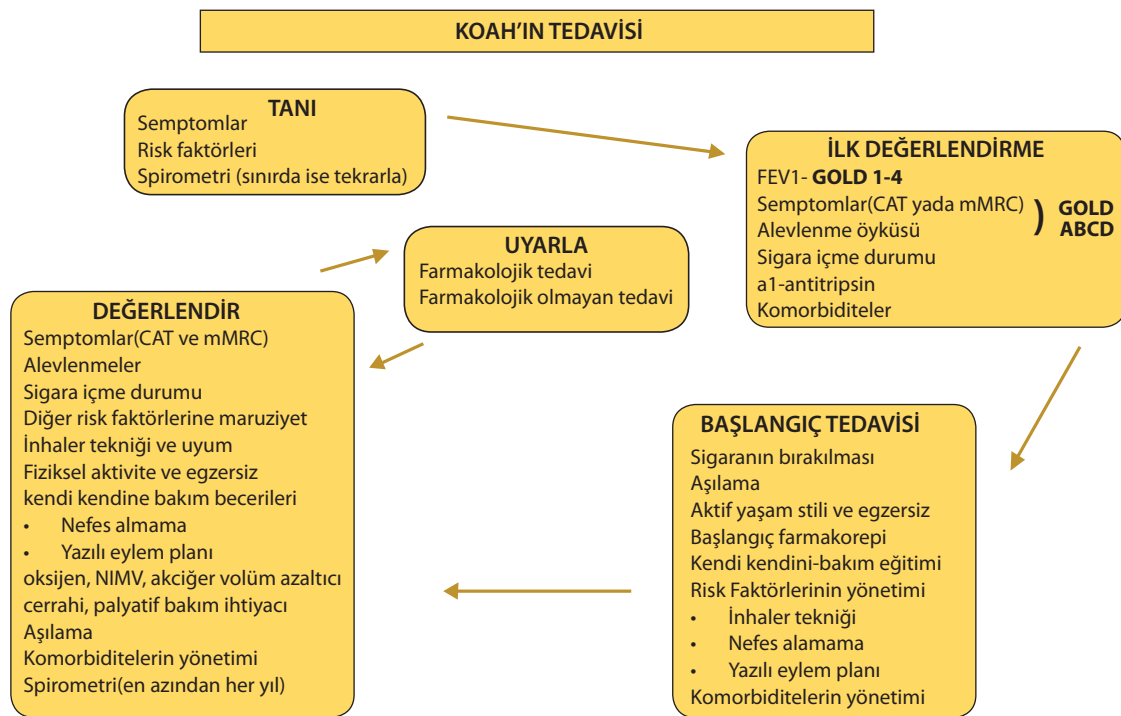 KOAH'IN TEDAVİSİ
TANI
Semptomlar
Risk faktörleri
Spirometri (sınırda ise tekrarla)
İLK DEĞERLENDİRME
FEV1- GOLD 1-4
Semptomlar(CAT yada mMRC)
Alevlenme öyküsü
Sigara içme durumu
a1-antitripsin
Komorbiditeler
) GOLD
ABCD
UYARLA
Farmakolojik tedavi
Farmakolojik olmayan tedavi
DEĞERLENDİR
Semptomlar(CAT ve mMRC)
Alevlenmeler
Sigara içme durumu
Diğer risk faktörlerine maruziyet
İnhaler tekniği ve uyum
Fiziksel aktivite ve egzersiz
kendi kendine bakım becerileri
• Nefes almama
• Yazılı eylem planı
oksijen, NIMV, akciğer volüm azaltıcı
cerrahi, palyatif bakım ihtiyacı
Aşılama
Komorbiditelerin yönetimi
Spirometri(en azından her yıl)
BAŞLANGIÇ TEDAVİSİ
Sigaranın bırakılması
Aşılama
Aktif yaşam stili ve egzersiz
Başlangıç farmakorepi
Kendi kendini-bakım eğitimi
Risk Faktörlerinin yönetimi
• İnhaler tekniği
• Nefes alamama
• Yazılı eylem planı
Komorbiditelerin yönetimi